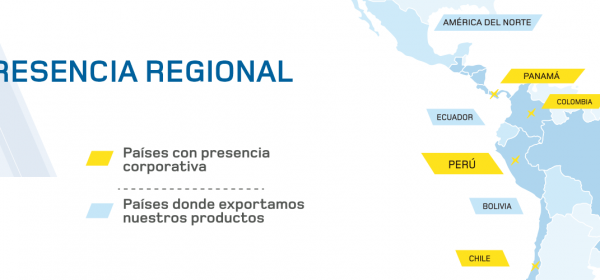 RESENCIA REGIONAL
Países con presencia
corporativa
Países donde exportamos
nuestros productos
AMÉRICA DEL NORTE
PANAMÁ
COLOMBIA
ECUADOR
PERÚ
BOLIVIA
CHILE